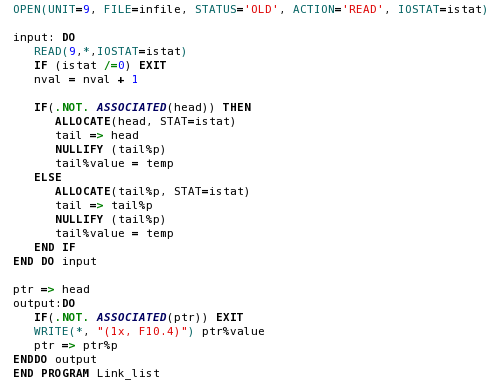 OPEN(UNIT=9, FILE=infile, STATUS='OLD', ACTION='READ', IOSTAT=istat)
input: DO
READ(9,*,IOSTAT=istat)
IF (istat /=0) EXIT
nval = nval + 1
IF(.NOT. ASSOCIATED(head)) THEN
ALLOCATE(head, STAT=istat)
tail => head
NULLIFY (tail%p)
tail%value = temp
ELSE
ALLOCATE(tail%p, STAT=istat)
tail => tail%p
NULLIFY (tail%p)
tail%value = temp
END IF
END DO input
ptr => head
output:DO
IF(.NOT. ASSOCIATED(ptr)) EXIT
WRITE(*, "(1x, F10.4)") ptr%value
ptr => ptr%p
ENDDO output
END PROGRAM Link_list